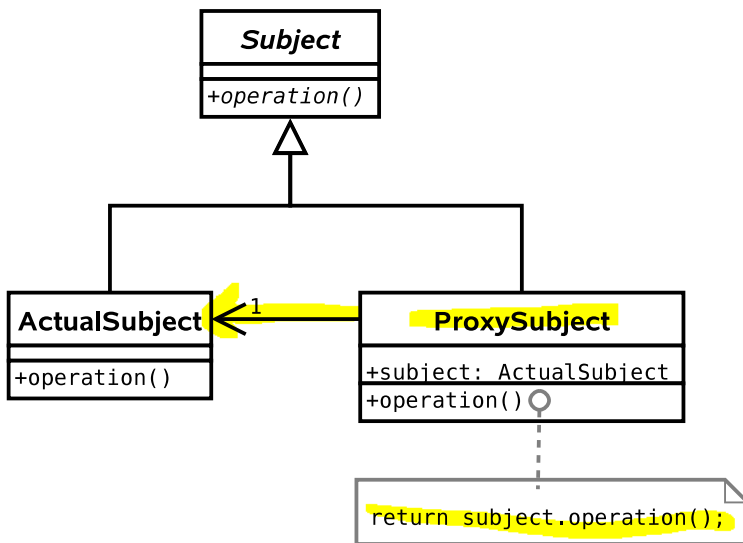 Subject
+operation()
1
ActualSubject
+operation()
ProxySubject
+subject: ActualSubject
+operation()
return subject.operation();